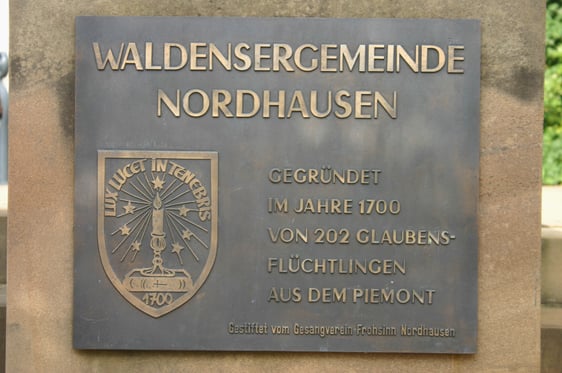 WALDENSERGEMEINDE
NORDHAUSEN
LUX LUCET IN TENEBRIS
1700
GEGRÜNDET
IM JAHRE 1700
VON 202 GLAUBENS-
FLÜCHTLINGEN
AUS DEM PIEMONT
Gestiftet vom Gesangverein-Frohsinn Nordhausen